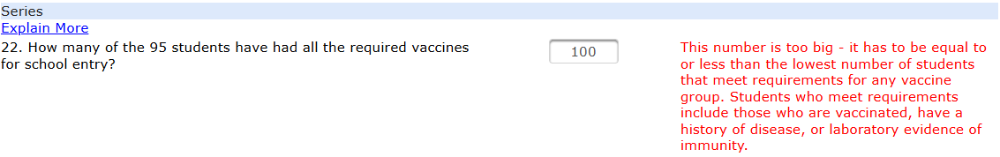 Series
Explain More
22. How many of the 95 students have had all the required vaccines
for school entry?
100
This number is too big - it has to be equal to
or less than the lowest number of students
that meet requirements for any vaccine
group. Students who meet requirements
include those who are vaccinated, have a
history of disease, or laboratory evidence of
immunity.